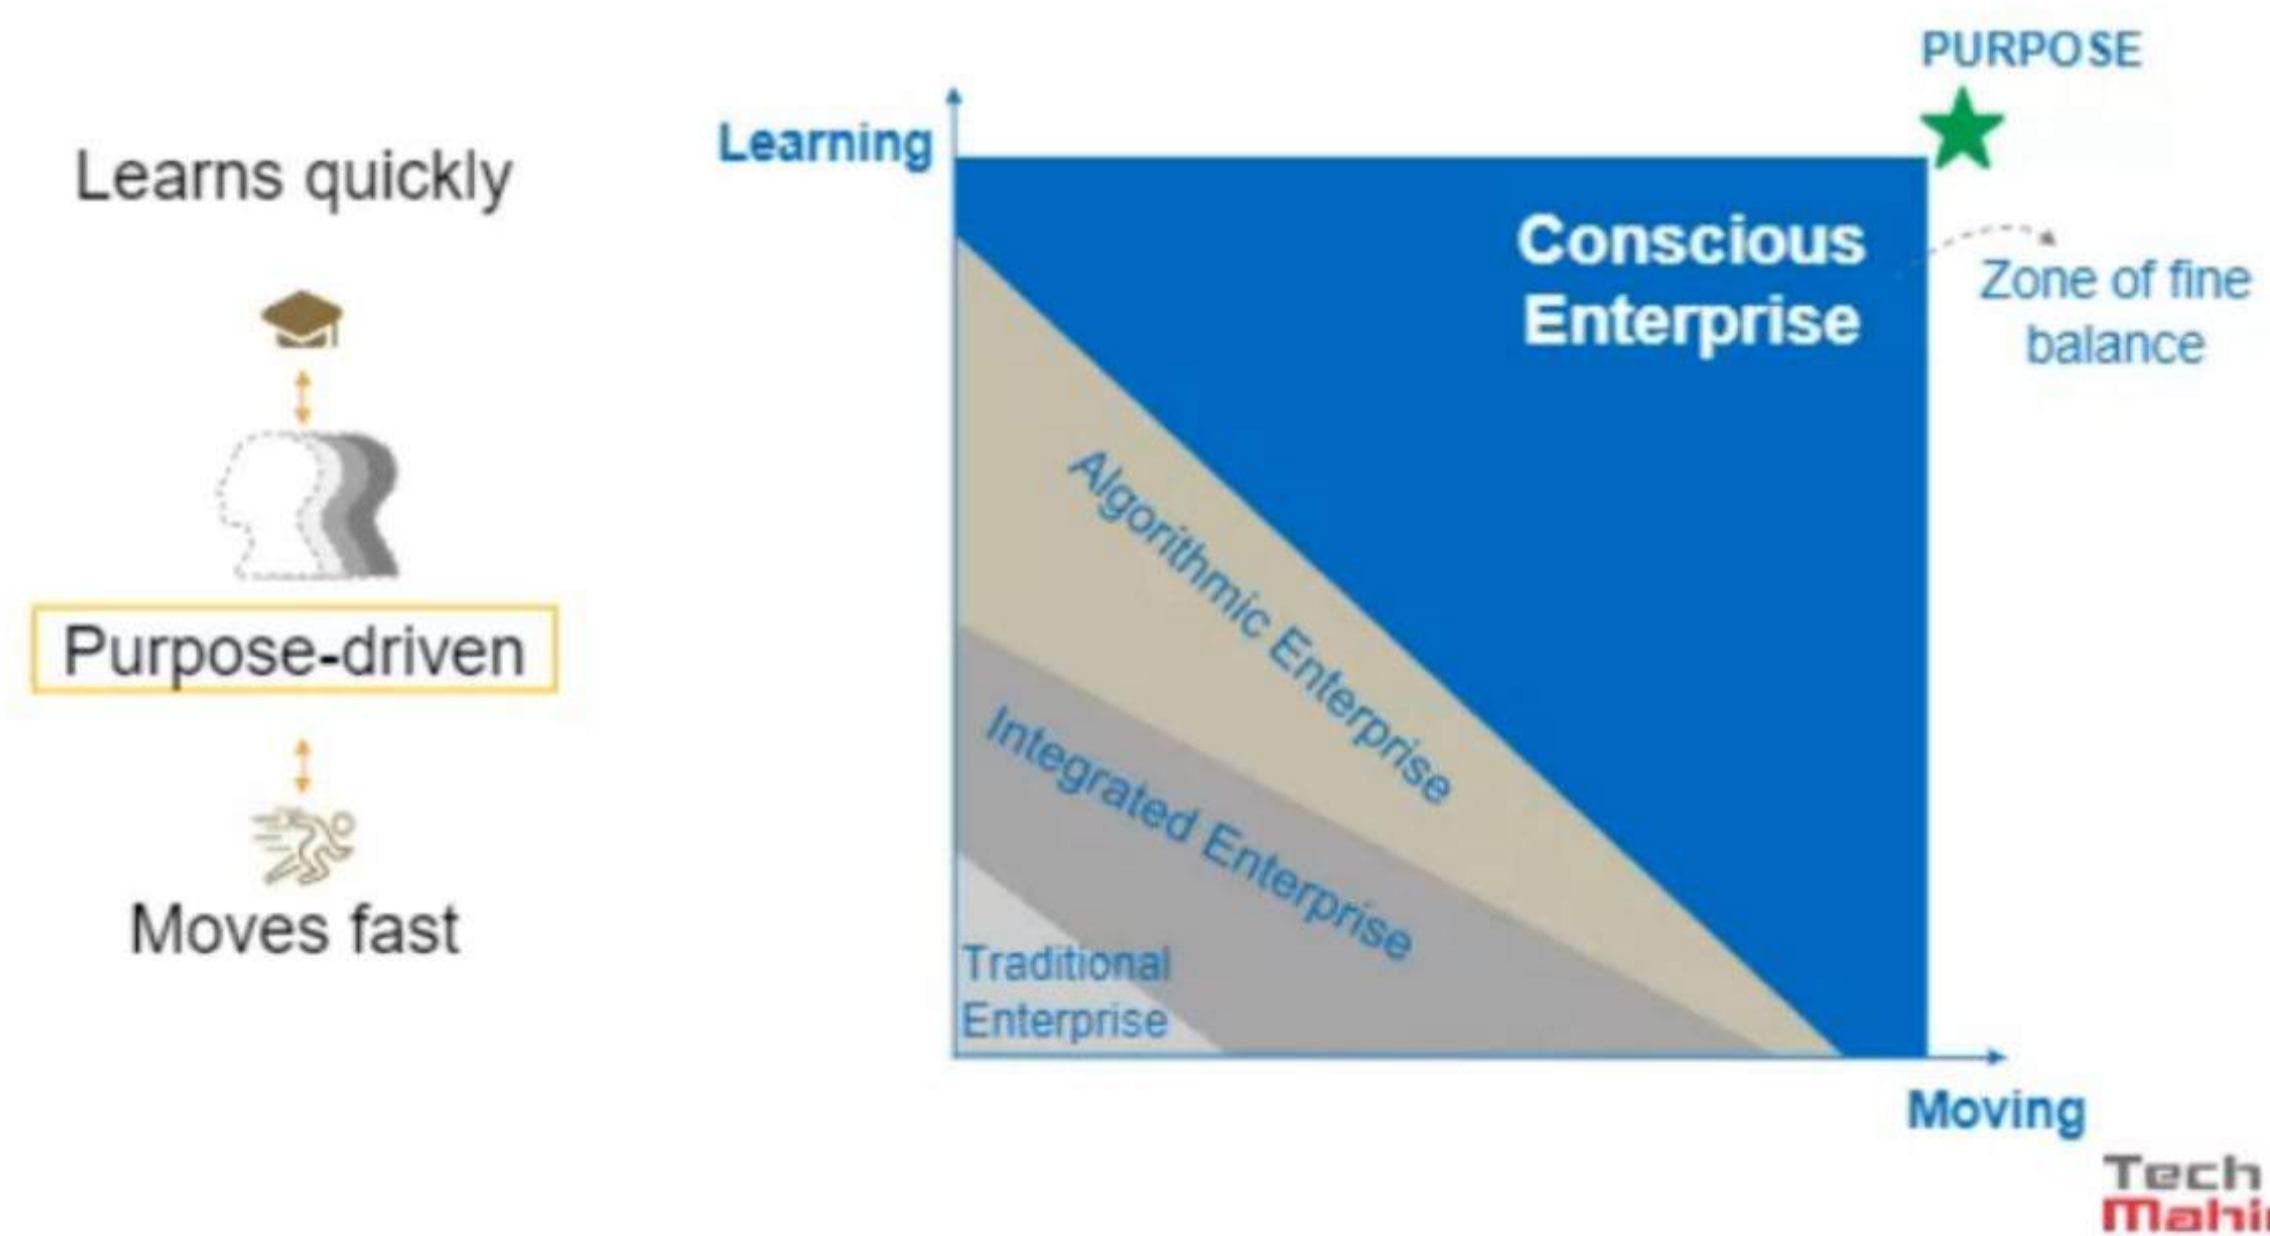 Learns quickly
Purpose-driven
Moves fast
PURPOSE
Learning
Conscious
Enterprise
Zone of fine
balance
Algorithmic Enterprise
Integrated Enterprise
Traditional
Enterprise
Moving
Tech